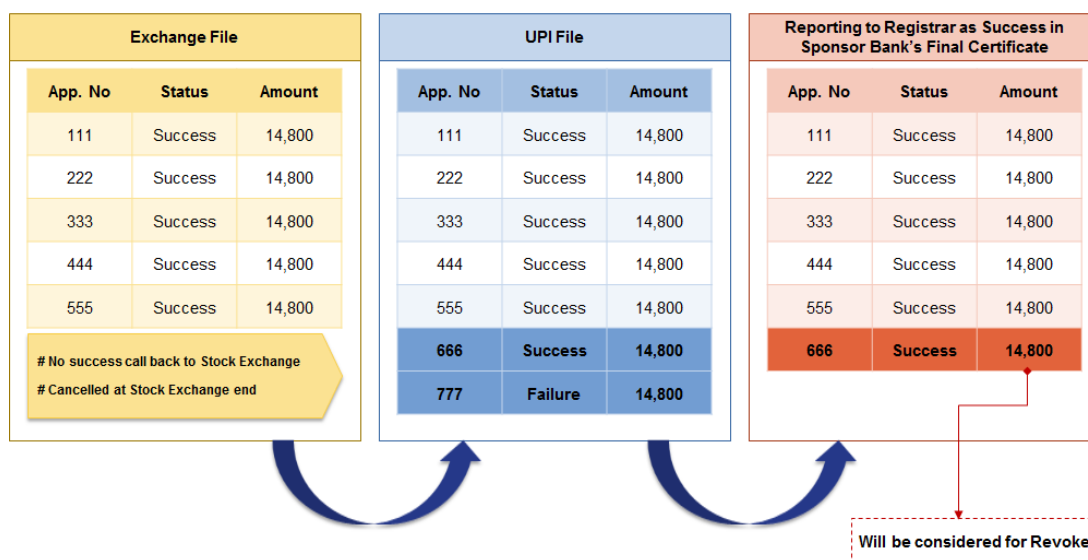 Exchange File
App. No Status Amount
111 Success 14,800
222 Success 14,800
333 Success 14,800
444 Success 14,800
555 Success 14,800
# No success call back to Stock Exchange
# Cancelled at Stock Exchange end
UPI File
App. No Status Amount
111 Success 14,800
222 Success 14,800
333 Success 14,800
444 Success 14,800
555 Success 14,800
666 Success 14,800
777 Failure 14,800
Reporting to Registrar as Success in
Sponsor Bank's Final Certificate
App. No Status Amount
111 Success 14,800
222 Success 14,800
333 Success 14,800
444 Success 14,800
555 Success 14,800
666 Success 14,800
Will be considered for Revoke